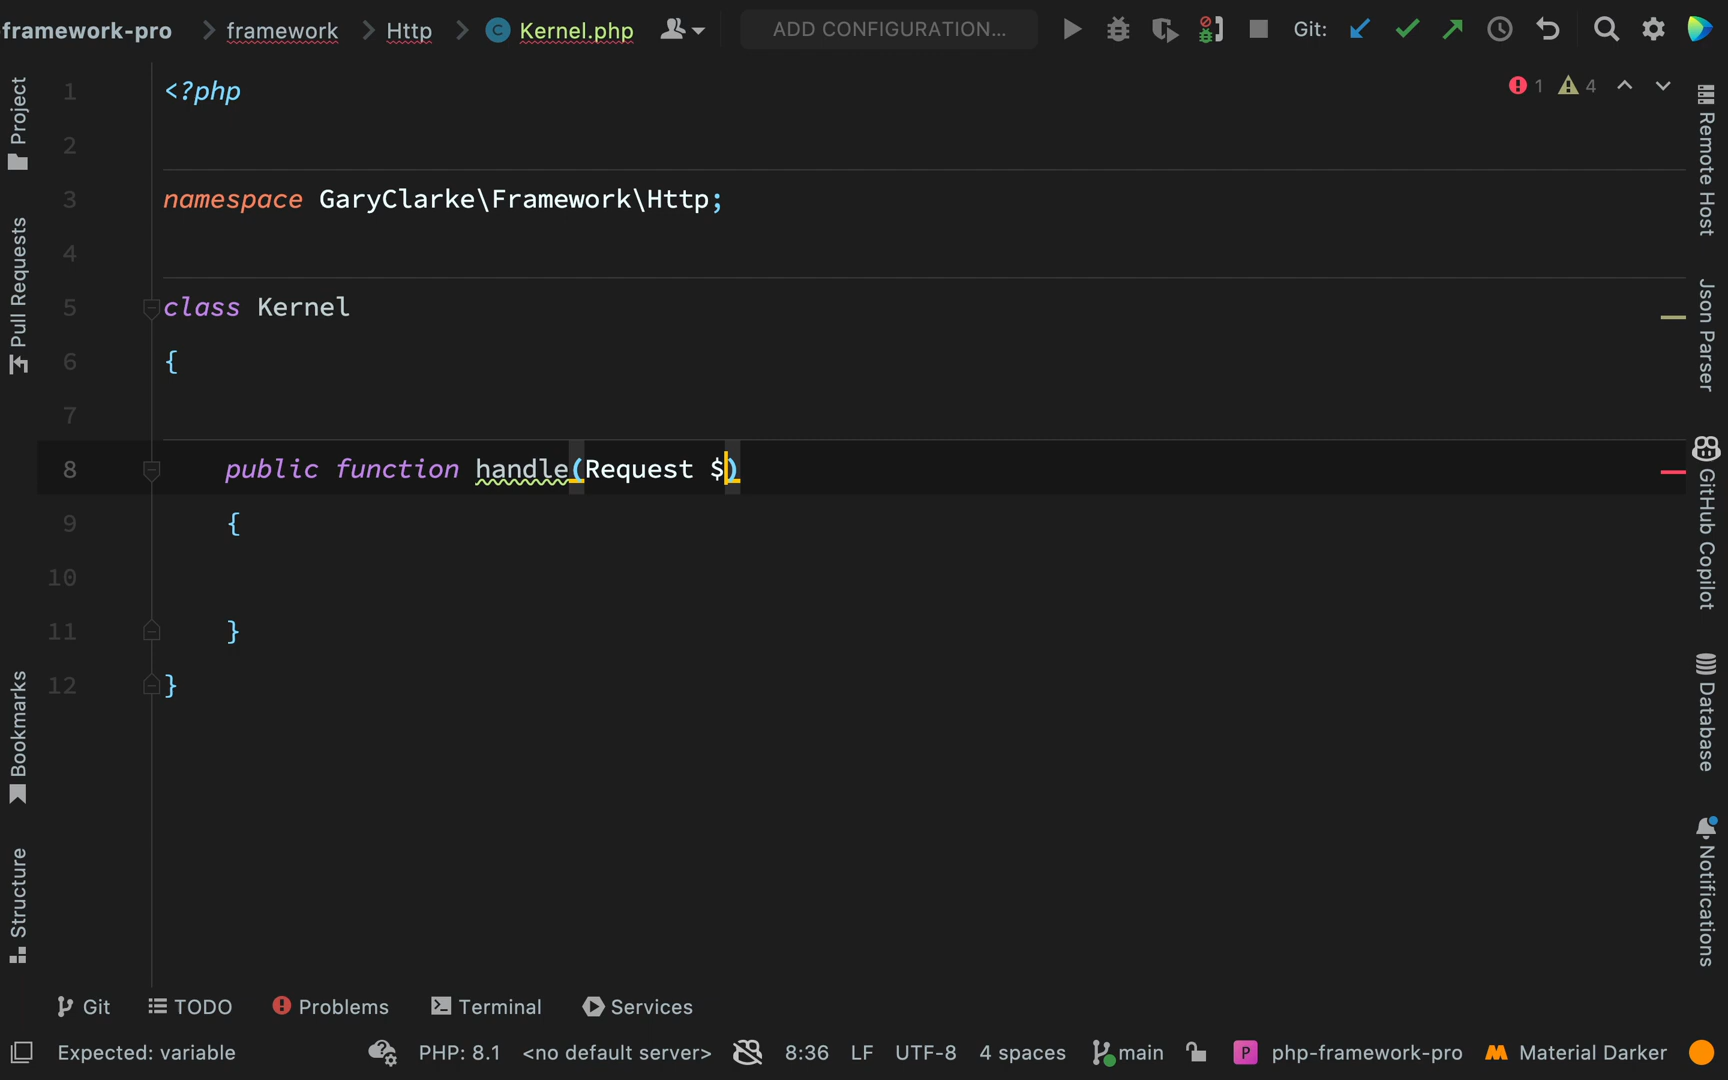 framework-pro framework Http Kernel.php ADD CONFIGURATION... Git:
1 4
Project
Pull Requests
Bookmarks
Structure
1 <?php
2
3 namespace GaryClarke\Framework\Http;
4
5 class Kernel
6 {
7
8 public function handle(Request $)
9 {
10
11 }
12 }
Remote Host
Json Parser
GitHub Copilot
Database
Notifications
Git TODO Problems Terminal Services
Expected: variable PHP: 8.1 <no default server> 8:36 LF UTF-8 4 spaces main P php-framework-pro Material Darker